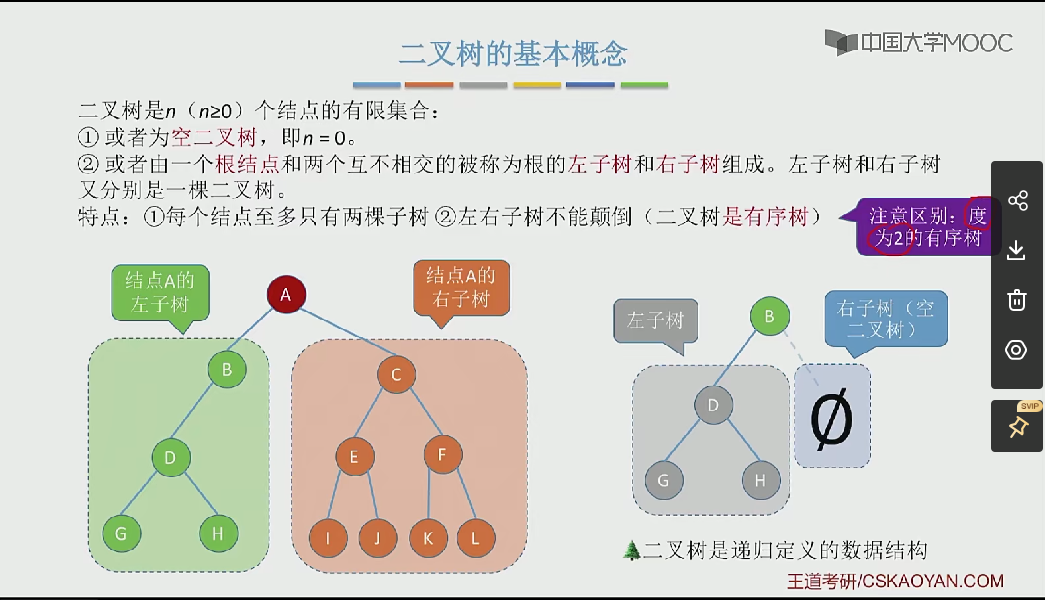 中国大学MOOC
二叉树的基本概念
二叉树是n（n≥0）个结点的有限集合：
① 或者为空二叉树，即n = 0。
② 或者由一个根结点和两个互不相交的被称为根的左子树和右子树组成。左子树和右子树
又分别是一棵二叉树。
特点：①每个结点至多只有两棵子树 ②左右子树不能颠倒（二叉树是有序树）
注意区别：度
为2的有序树
结点A的
左子树
A
结点A的
右子树
B
C
D
E
F
G
H
I
J
K
L
左子树
B
右子树（空
二叉树）
D
Ø
G
H
SVIP
二叉树是递归定义的数据结构
王道考研/CSKAOYAN.COM